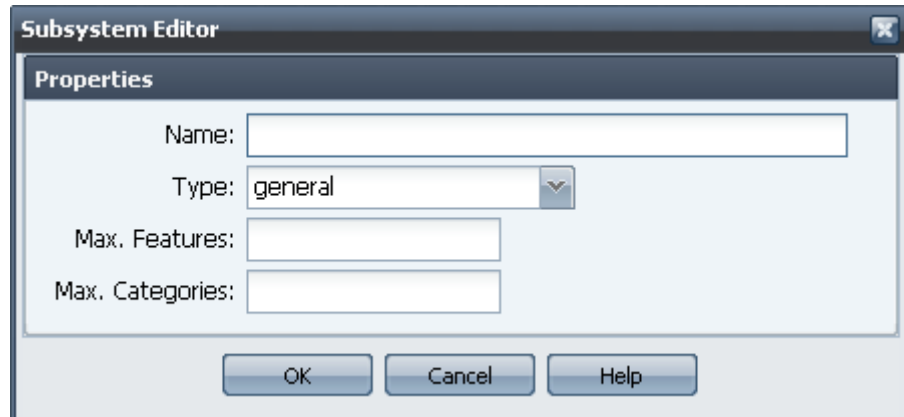 Subsystem Editor
Properties
Name:
Type: general
Max. Features:
Max. Categories:
OK Cancel Help